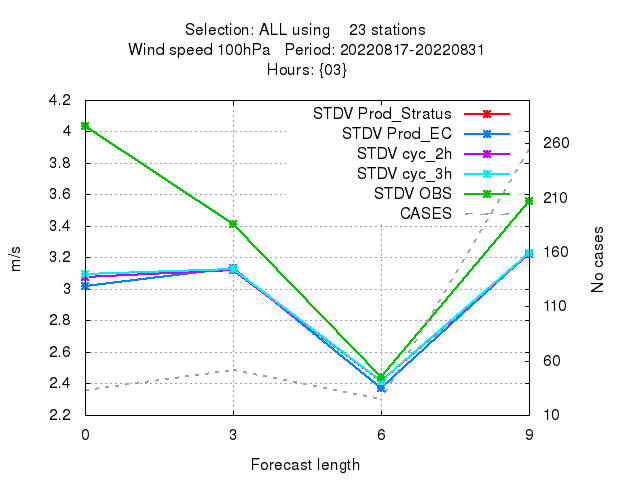 Selection: ALL using 23 stations
Wind speed 100hPa Period: 20220817-20220831
Hours: {03}
STDV Prod_Stratus
STDV Prod_EC
STDV cyc_2h
STDV cyc_3h
STDV OBS
CASES
4.2
4
3.8
3.6
3.4
3.2
3
2.8
2.6
2.4
2.2
m/s
260
210
160
110
60
10
No cases
0 3 6 9
Forecast length